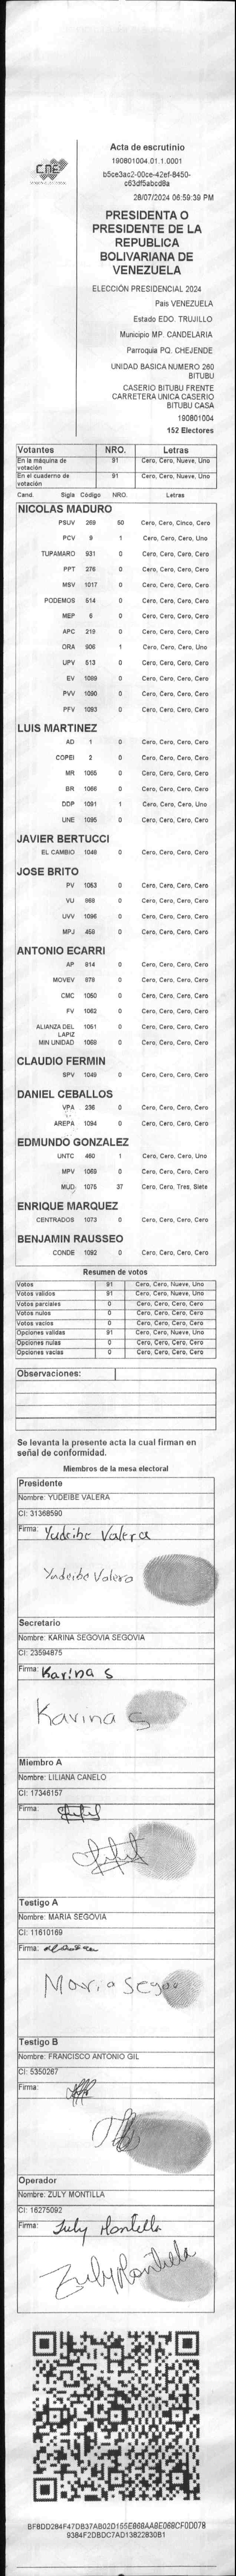 CNE
Acta de escrutinio
190801004.01.1.0001
b5ce3ac2-00ce-42ef-8450-
c63df5abcd8a
28/07/2024 06:59:39 PM
PRESIDENTA O
PRESIDENTE DE LA
REPUBLICA
BOLIVARIANA DE
VENEZUELA
ELECCIÓN PRESIDENCIAL 2024
País VENEZUELA
Estado EDO. TRUJILLO
Municipio MP. CANDELARIA
Parroquia PQ. CHEJENDE
UNIDAD BASICA NUMERO 260
BITUBU
CASERIO BITUBU FRENTE
CARRETERA UNICA CASERIO
BITUBU CASA
190801004
152 Electores
Votantes NRO. Letras
En la máquina de votación 91 Cero, Cero, Nueve, Uno
En el cuaderno de votación 91 Cero, Cero, Nueve, Uno
Cand. Sigla Código NRO. Letras
NICOLAS MADURO
PSUV 269 50 Cero, Cero, Cinco, Cero
PCV 9 1 Cero, Cero, Cero, Uno
TUPAMARO 931 0 Cero, Cero, Cero, Cero
PPT 276 0 Cero, Cero, Cero, Cero
MSV 1017 0 Cero, Cero, Cero, Cero
PODEMOS 514 0 Cero, Cero, Cero, Cero
MEP 6 0 Cero, Cero, Cero, Cero
APC 219 0 Cero, Cero, Cero, Cero
ORA 906 1 Cero, Cero, Cero, Uno
UPV 513 0 Cero, Cero, Cero, Cero
EV 1099 0 Cero, Cero, Cero, Cero
PVV 1090 0 Cero, Cero, Cero, Cero
PFV 1093 0 Cero, Cero, Cero, Cero
LUIS MARTINEZ
AD 1 0 Cero, Cero, Cero, Cero
COPEI 2 0 Cero, Cero, Cero, Cero
MR 1065 0 Cero, Cero, Cero, Cero
BR 1066 0 Cero, Cero, Cero, Cero
DDP 1091 1 Cero, Cero, Cero, Uno
UNE 1095 0 Cero, Cero, Cero, Cero
JAVIER BERTUCCI
EL CAMBIO 1048 0 Cero, Cero, Cero, Cero
JOSE BRITO
PV 1053 0 Cero, Cero, Cero, Cero
VU 868 0 Cero, Cero, Cero, Cero
UVV 1096 0 Cero, Cero, Cero, Cero
MPJ 458 0 Cero, Cero, Cero, Cero
ANTONIO ECARRI
AP 914 0 Cero, Cero, Cero, Cero
MOVEV 878 0 Cero, Cero, Cero, Cero
CMC 1050 0 Cero, Cero, Cero, Cero
FV 1062 0 Cero, Cero, Cero, Cero
ALIANZA DEL LAPIZ 1051 0 Cero, Cero, Cero, Cero
MIN UNIDAD 1068 0 Cero, Cero, Cero, Cero
CLAUDIO FERMIN
SPV 1049 0 Cero, Cero, Cero, Cero
DANIEL CEBALLOS
VPA 236 0 Cero, Cero, Cero, Cero
AREPA 1094 0 Cero, Cero, Cero, Cero
EDMUNDO GONZALEZ
UNTC 460 1 Cero, Cero, Cero, Uno
MPV 1069 0 Cero, Cero, Cero, Cero
MUD 1075 37 Cero, Cero, Tres, Siete
ENRIQUE MARQUEZ
CENTRADOS 1073 0 Cero, Cero, Cero, Cero
BENJAMIN RAUSSEO
CONDE 1092 0 Cero, Cero, Cero, Cero
Resumen de votos
Votos 91 Cero, Cero, Nueve, Uno
Votos validos 91 Cero, Cero, Nueve, Uno
Votos parciales 0 Cero, Cero, Cero, Cero
Votos nulos 0 Cero, Cero, Cero, Cero
Votos vacios 0 Cero, Cero, Cero, Cero
Opciones validas 91 Cero, Cero, Nueve, Uno
Opciones nulas 0 Cero, Cero, Cero, Cero
Opciones vacias 0 Cero, Cero, Cero, Cero
Observaciones:
Se levanta la presente acta la cual firman en
señal de conformidad.
Miembros de la mesa electoral
Presidente
Nombre: YUDEIBE VALERA
CI: 31368590
Firma: Yudeibe Valera
Yudeibe Valera
Secretario
Nombre: KARINA SEGOVIA SEGOVIA
CI: 23594875
Firma: Karina S
Karina S
Miembro A
Nombre: LILIANA CANELO
CI: 17346157
Firma:
Testigo A
Nombre: MARIA SEGOVIA
CI: 11610169
Firma:
Maria Segov
Testigo B
Nombre: FRANCISCO ANTONIO GIL
CI: 5350267
Firma:
Operador
Nombre: ZULY MONTILLA
CI: 16275092
Firma: Zuly Montilla
Zuly Montilla
BF8DD284F47DB37AB02D155E868AA8E068CF0D078
9384F2DBDC7AD13822830B1